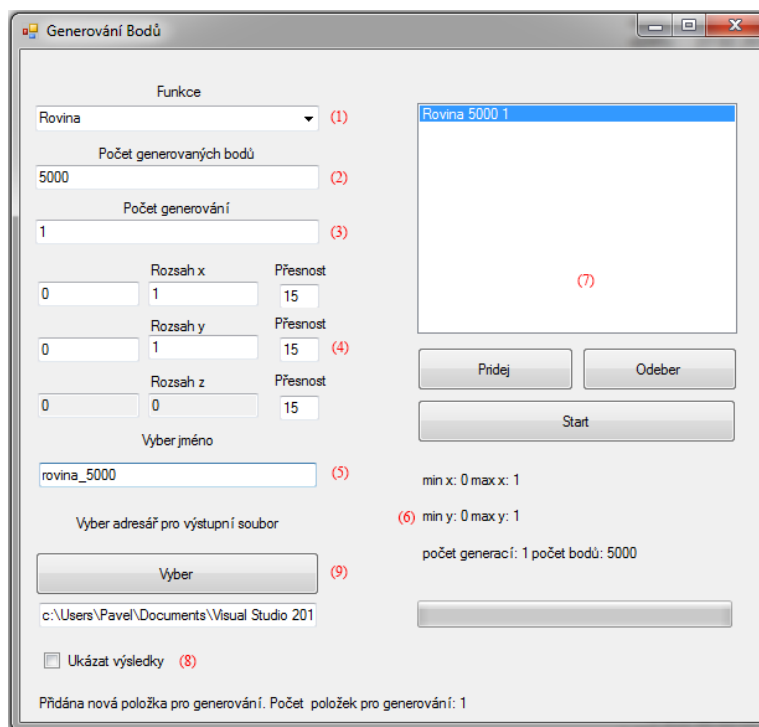 Generování Bodů
Funkce
Rovina (1)
Počet generovaných bodů
5000 (2)
Počet generování
1 (3)
Rozsah x Přesnost
0 1 15
Rozsah y Přesnost
0 1 15 (4)
Rozsah z Přesnost
0 0 15
Vyber jméno
rovina_5000 (5)
Vyber adresář pro výstupní soubor
Vyber (9)
c:\Users\Pavel\Documents\Visual Studio 201
Ukázat výsledky (8)
Rovina 5000 1
(7)
Pridej Odeber
Start
min x: 0 max x: 1
(6) min y: 0 max y: 1
počet generací: 1 počet bodů: 5000
Přidána nová položka pro generování. Počet položek pro generování: 1